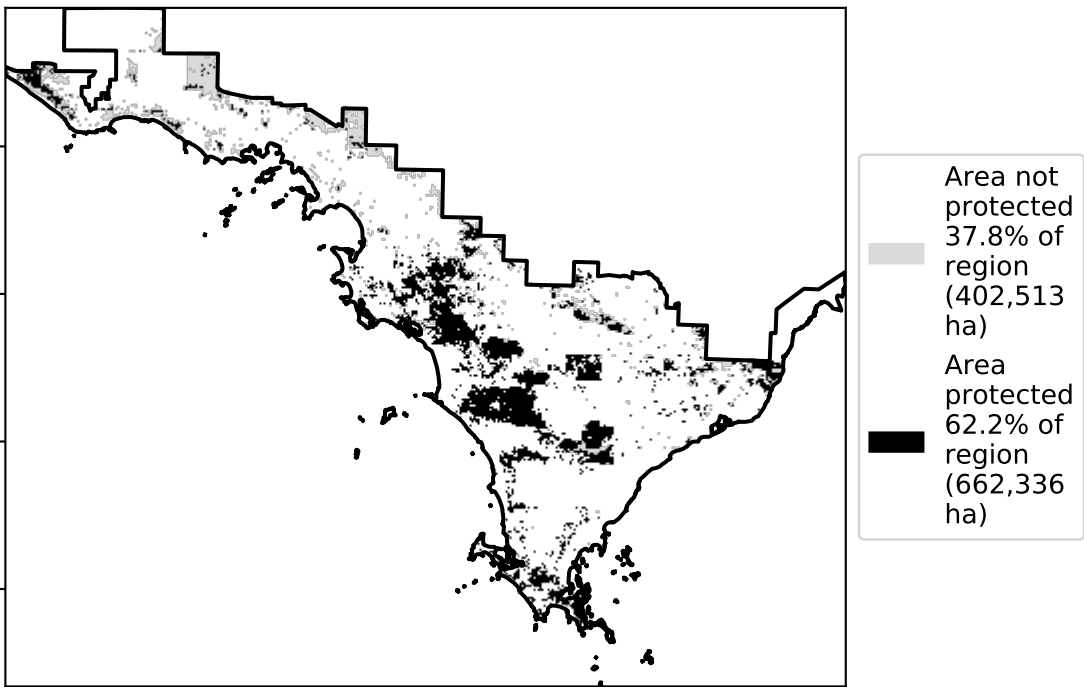 Area not
protected
37.8% of
region
(402,513
ha)
Area
protected
62.2% of
region
(662,336
ha)